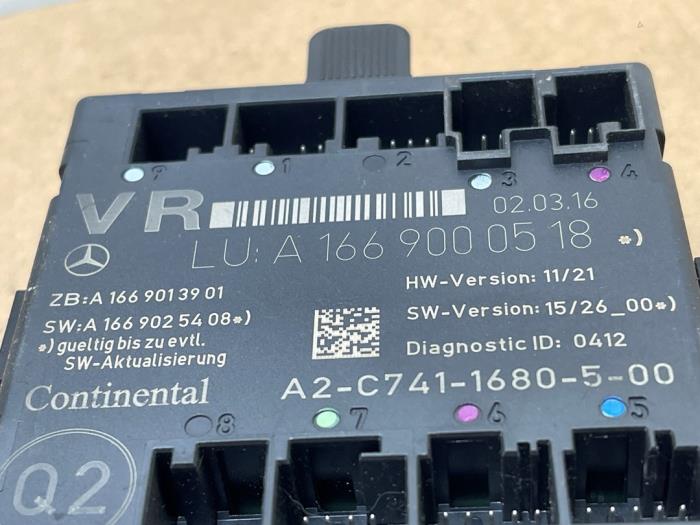 9 1 2 3 4
VR
02.03.16
LU: A 166 900 05 18 *)
ZB:A 166 901 39 01
HW-Version: 11/21
SW:A 166 902 54 08*)
SW-Version: 15/26_00*)
*) gueltig bis zu evtl.
SW-Aktualisierung
Diagnostic ID: 0412
Continental
A2-C741-1680-5-00
8 7 6 5
Q2